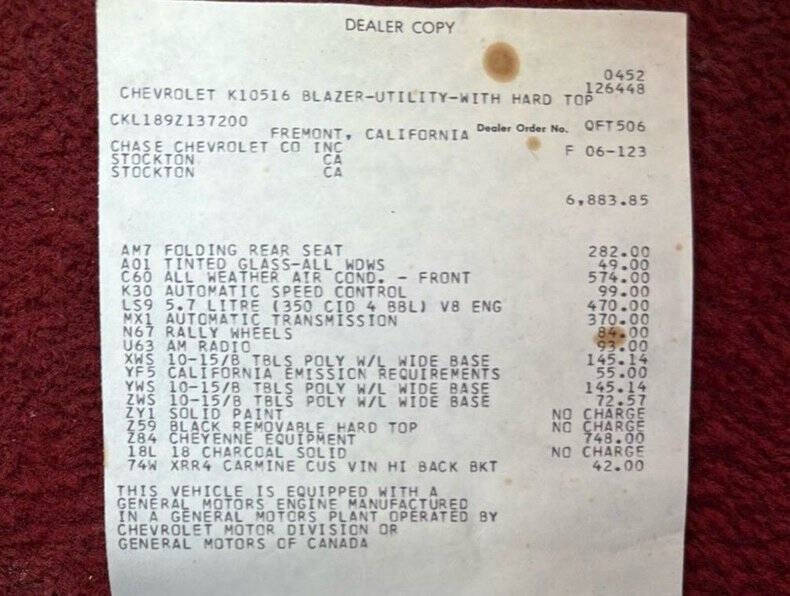 DEALER COPY
0452
126448
CHEVROLET K10516 BLAZER-UTILITY-WITH HARD TOP
CKL189Z137200
FREMONT, CALIFORNIA Dealer Order No. QFT506
CHASE CHEVROLET CO INC F 06-123
STOCKTON CA
STOCKTON CA
6,883.85
AM7 FOLDING REAR SEAT 282.00
A01 TINTED GLASS-ALL WDWS 49.00
C60 ALL WEATHER AIR COND. - FRONT 574.00
K30 AUTOMATIC SPEED CONTROL 99.00
LS9 5.7 LITRE (350 CID 4 BBL) V8 ENG 470.00
MX1 AUTOMATIC TRANSMISSION 370.00
N67 RALLY WHEELS 84.00
U63 AM RADIO 93.00
XWS 10-15/B TBLS POLY W/L WIDE BASE 145.14
YF5 CALIFORNIA EMISSION REQUIREMENTS 55.00
YWS 10-15/B TBLS POLY W/L WIDE BASE 145.14
ZWS 10-15/B TBLS POLY W/L WIDE BASE 72.57
ZY1 SOLID PAINT NO CHARGE
Z59 BLACK REMOVABLE HARD TOP NO CHARGE
Z84 CHEYENNE EQUIPMENT 748.00
18L 18 CHARCOAL SOLID NO CHARGE
74W XRR4 CARMINE CUS VIN HI BACK BKT 42.00
THIS VEHICLE IS EQUIPPED WITH A
GENERAL MOTORS ENGINE MANUFACTURED
IN A GENERAL MOTORS PLANT OPERATED BY
CHEVROLET MOTOR DIVISION OR
GENERAL MOTORS OF CANADA